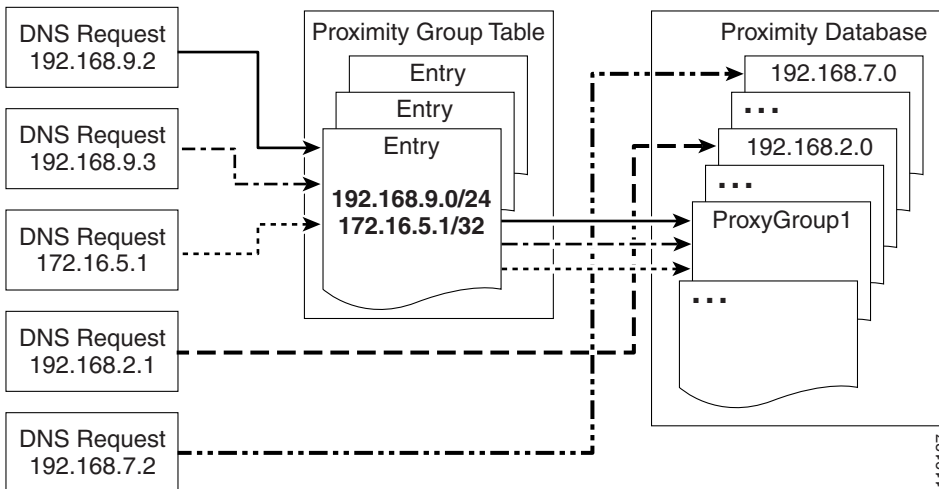 DNS Request
192.168.9.2
DNS Request
192.168.9.3
DNS Request
172.16.5.1
DNS Request
192.168.2.1
DNS Request
192.168.7.2
Proximity Group Table
Entry
Entry
Entry
192.168.9.0/24
172.16.5.1/32
Proximity Database
192.168.7.0
...
192.168.2.0
...
ProxyGroup1
...